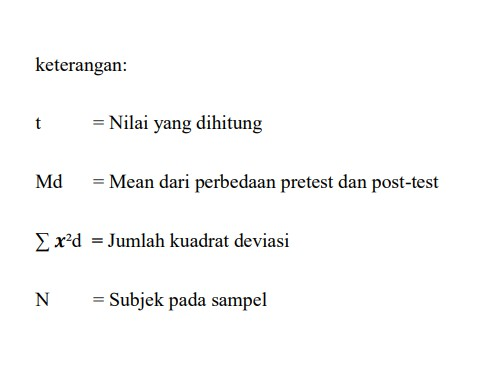 keterangan:
t = Nilai yang dihitung
Md = Mean dari perbedaan pretest dan post-test
∑ 𝒙²d = Jumlah kuadrat deviasi
N = Subjek pada sampel